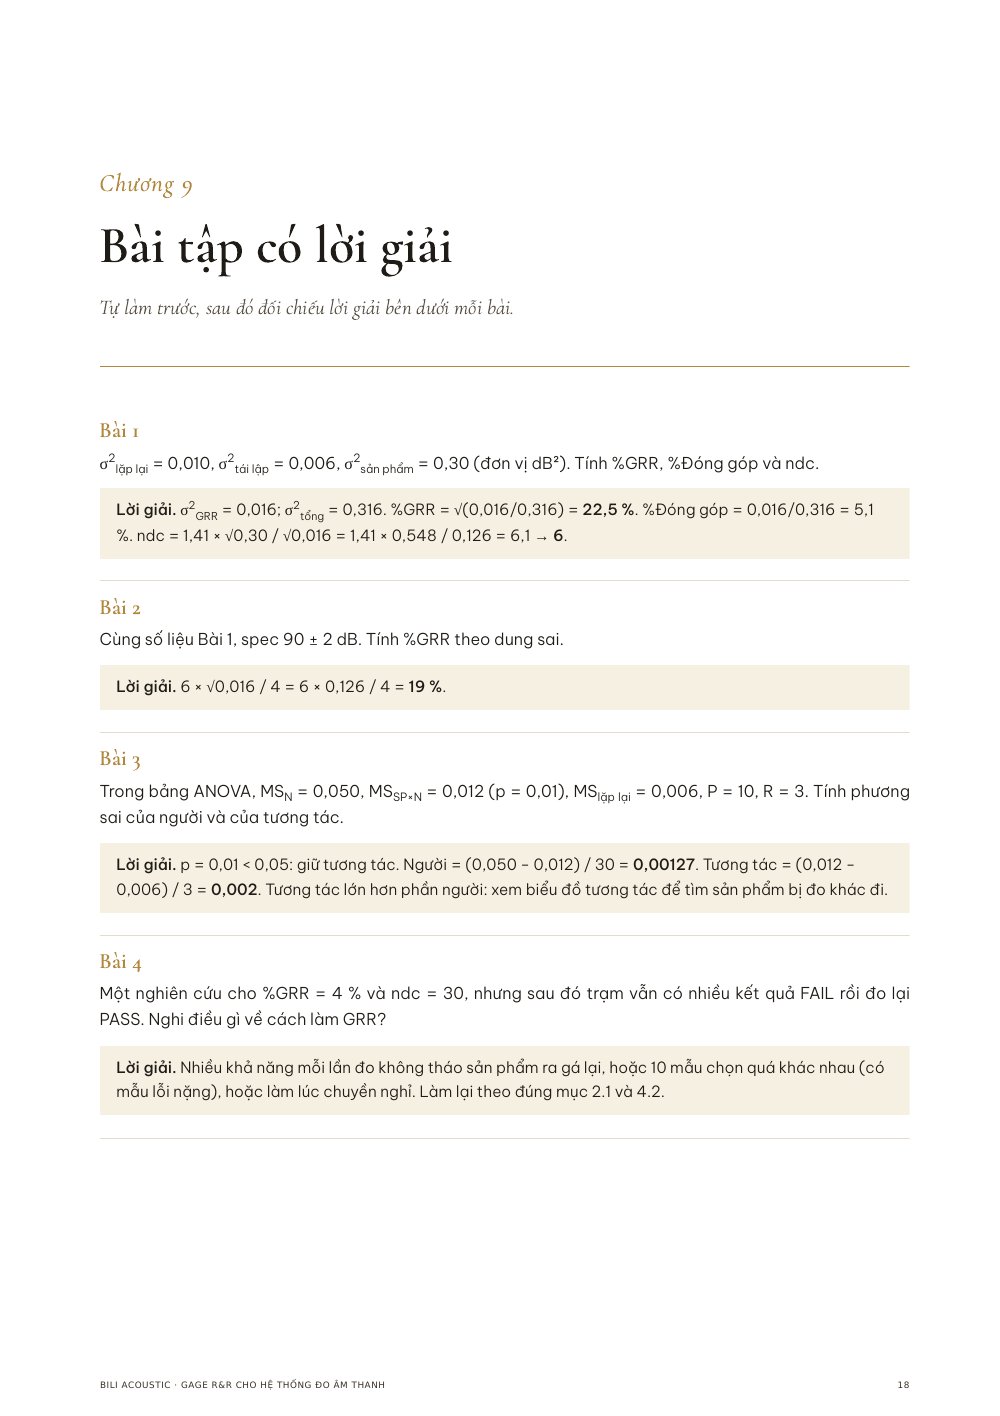 Chương 9
Bài tập có lời giải
Tự làm trước, sau đó đối chiếu lời giải bên dưới mỗi bài.
Bài 1
σ²lặp lại = 0,010, σ²tái lập = 0,006, σ²sản phẩm = 0,30 (đơn vị dB²). Tính %GRR, %Đóng góp và ndc.
Lời giải. σ²GRR = 0,016; σ²tổng = 0,316. %GRR = √(0,016/0,316) = 22,5 %. %Đóng góp = 0,016/0,316 = 5,1
%. ndc = 1,41 × √0,30 / √0,016 = 1,41 × 0,548 / 0,126 = 6,1 → 6.
Bài 2
Cùng số liệu Bài 1, spec 90 ± 2 dB. Tính %GRR theo dung sai.
Lời giải. 6 × √0,016 / 4 = 6 × 0,126 / 4 = 19 %.
Bài 3
Trong bảng ANOVA, MSN = 0,050, MSSP×N = 0,012 (p = 0,01), MSlặp lại = 0,006, P = 10, R = 3. Tính phương
sai của người và của tương tác.
Lời giải. p = 0,01 < 0,05: giữ tương tác. Người = (0,050 − 0,012) / 30 = 0,00127. Tương tác = (0,012 −
0,006) / 3 = 0,002. Tương tác lớn hơn phần người: xem biểu đồ tương tác để tìm sản phẩm bị đo khác đi.
Bài 4
Một nghiên cứu cho %GRR = 4 % và ndc = 30, nhưng sau đó trạm vẫn có nhiều kết quả FAIL rồi đo lại
PASS. Nghi điều gì về cách làm GRR?
Lời giải. Nhiều khả năng mỗi lần đo không tháo sản phẩm ra gá lại, hoặc 10 mẫu chọn quá khác nhau (có
mẫu lỗi nặng), hoặc làm lúc chuyền nghỉ. Làm lại theo đúng mục 2.1 và 4.2.
BILI ACOUSTIC · GAGE R&R CHO HỆ THỐNG ĐO ÂM THANH
18